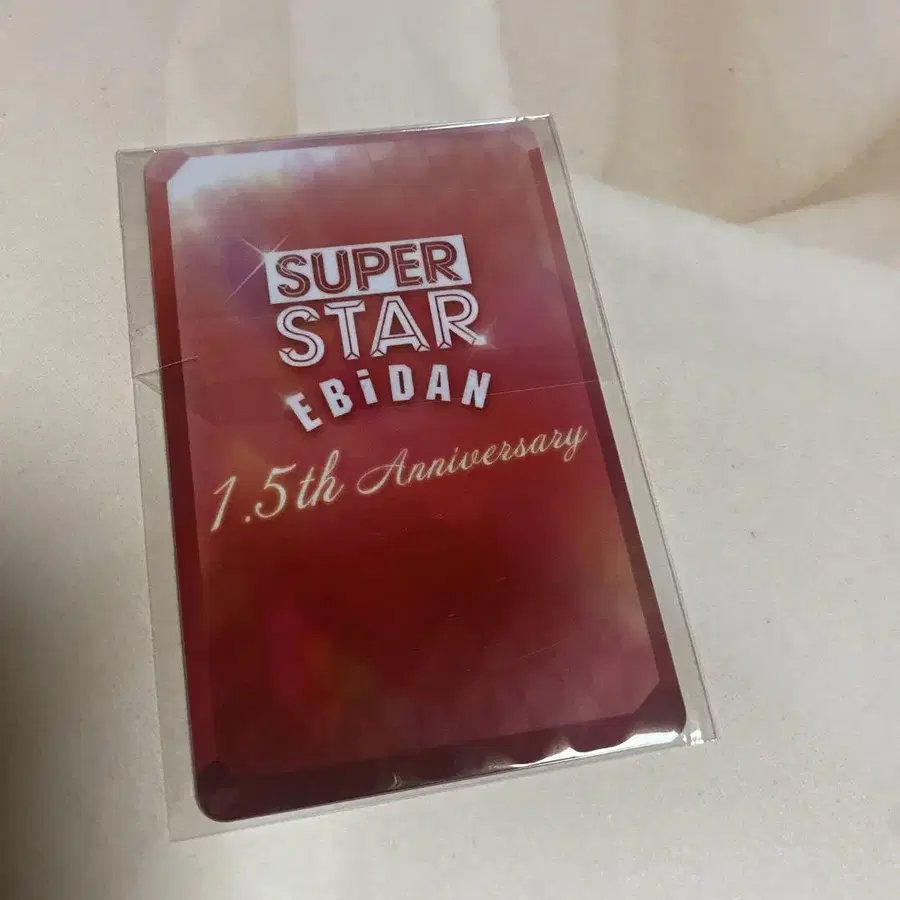 SUPER
STAR
EBiDAN
1.5th Anniversary